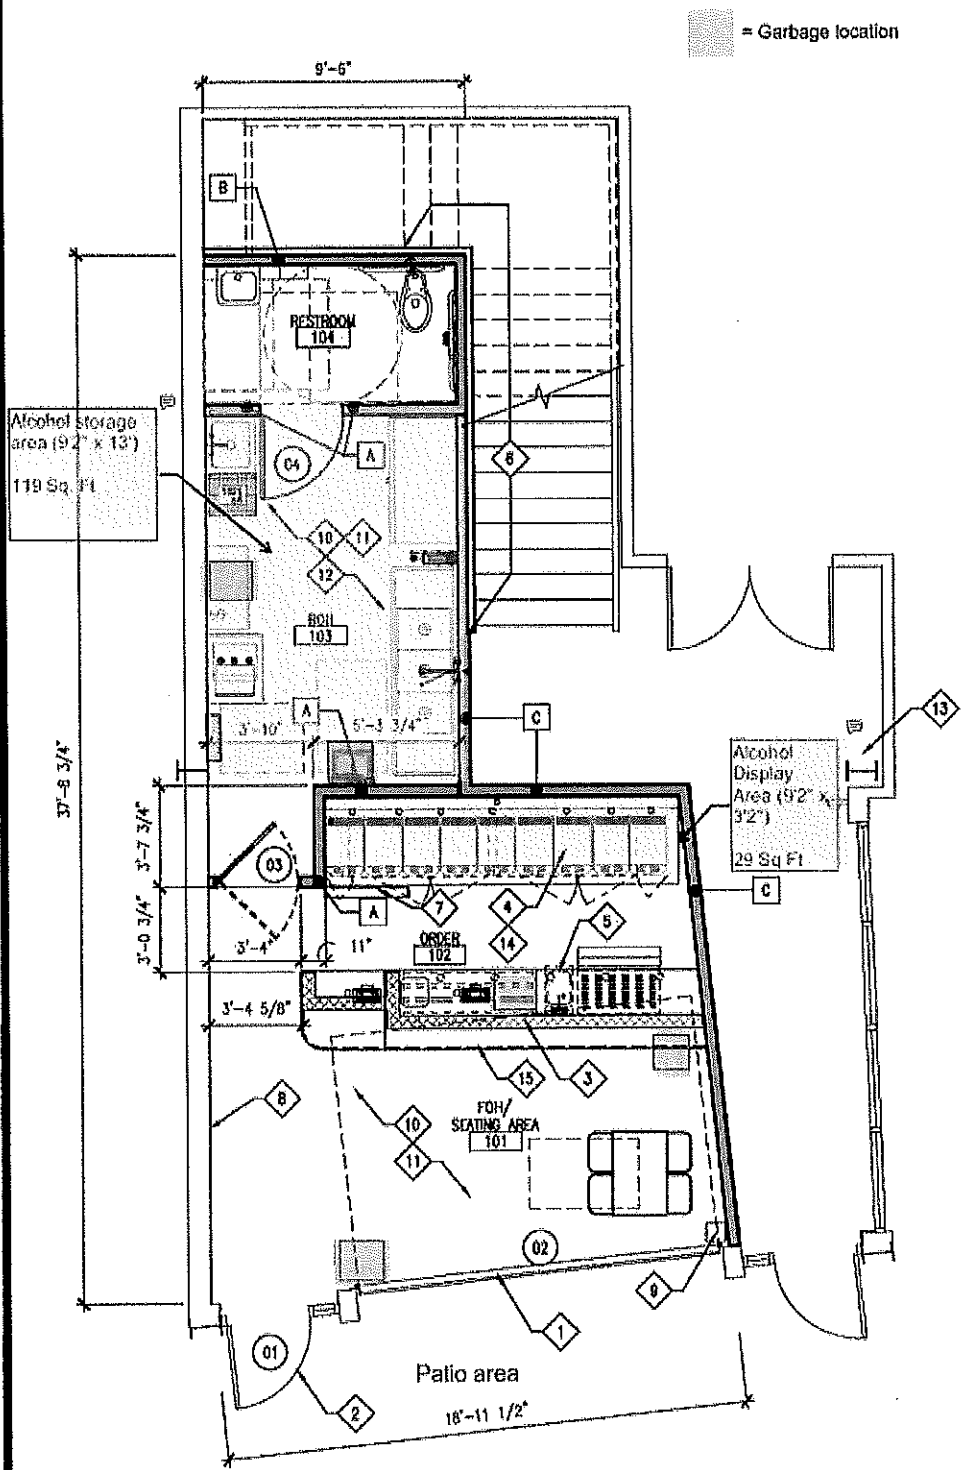 = Garbage location
9'-6"
B
RESTROOM
104
Alcohol storage
area (9'2" x 13')
119 Sq. Ft
04
A
6
10
11
12
BOH
103
A
3'-10"
5'-3 3/4"
C
13
37'-8 3/4"
Alcohol
Display
Area (9'2" x
3'2")
29 Sq Ft
3'-7 3/4"
03
A
7
4
14
5
C
3'-0 3/4"
3'-4"
11"
ORDER
102
3'-4 5/8"
15
3
8
10
11
FOH/
SEATING AREA
101
02
9
1
01
2
Patio area
18'-11 1/2"